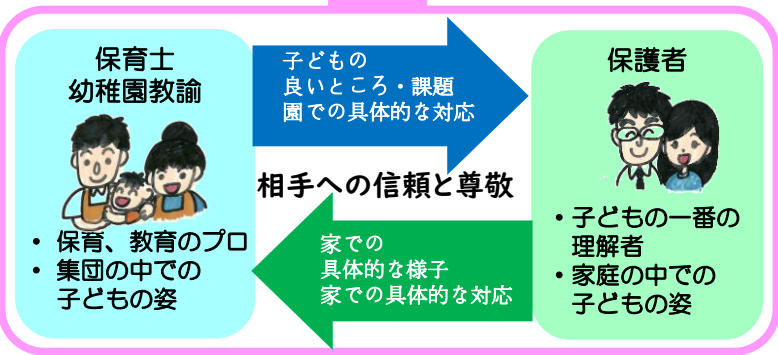 保育士
幼稚園教諭
・ 保育、教育のプロ
・ 集団の中での
子どもの姿
子どもの
良いところ・課題
園での具体的な対応
相手への信頼と尊敬
家での
具体的な様子
家での具体的な対応
保護者
・子どもの一番の
理解者
・家庭の中での
子どもの姿